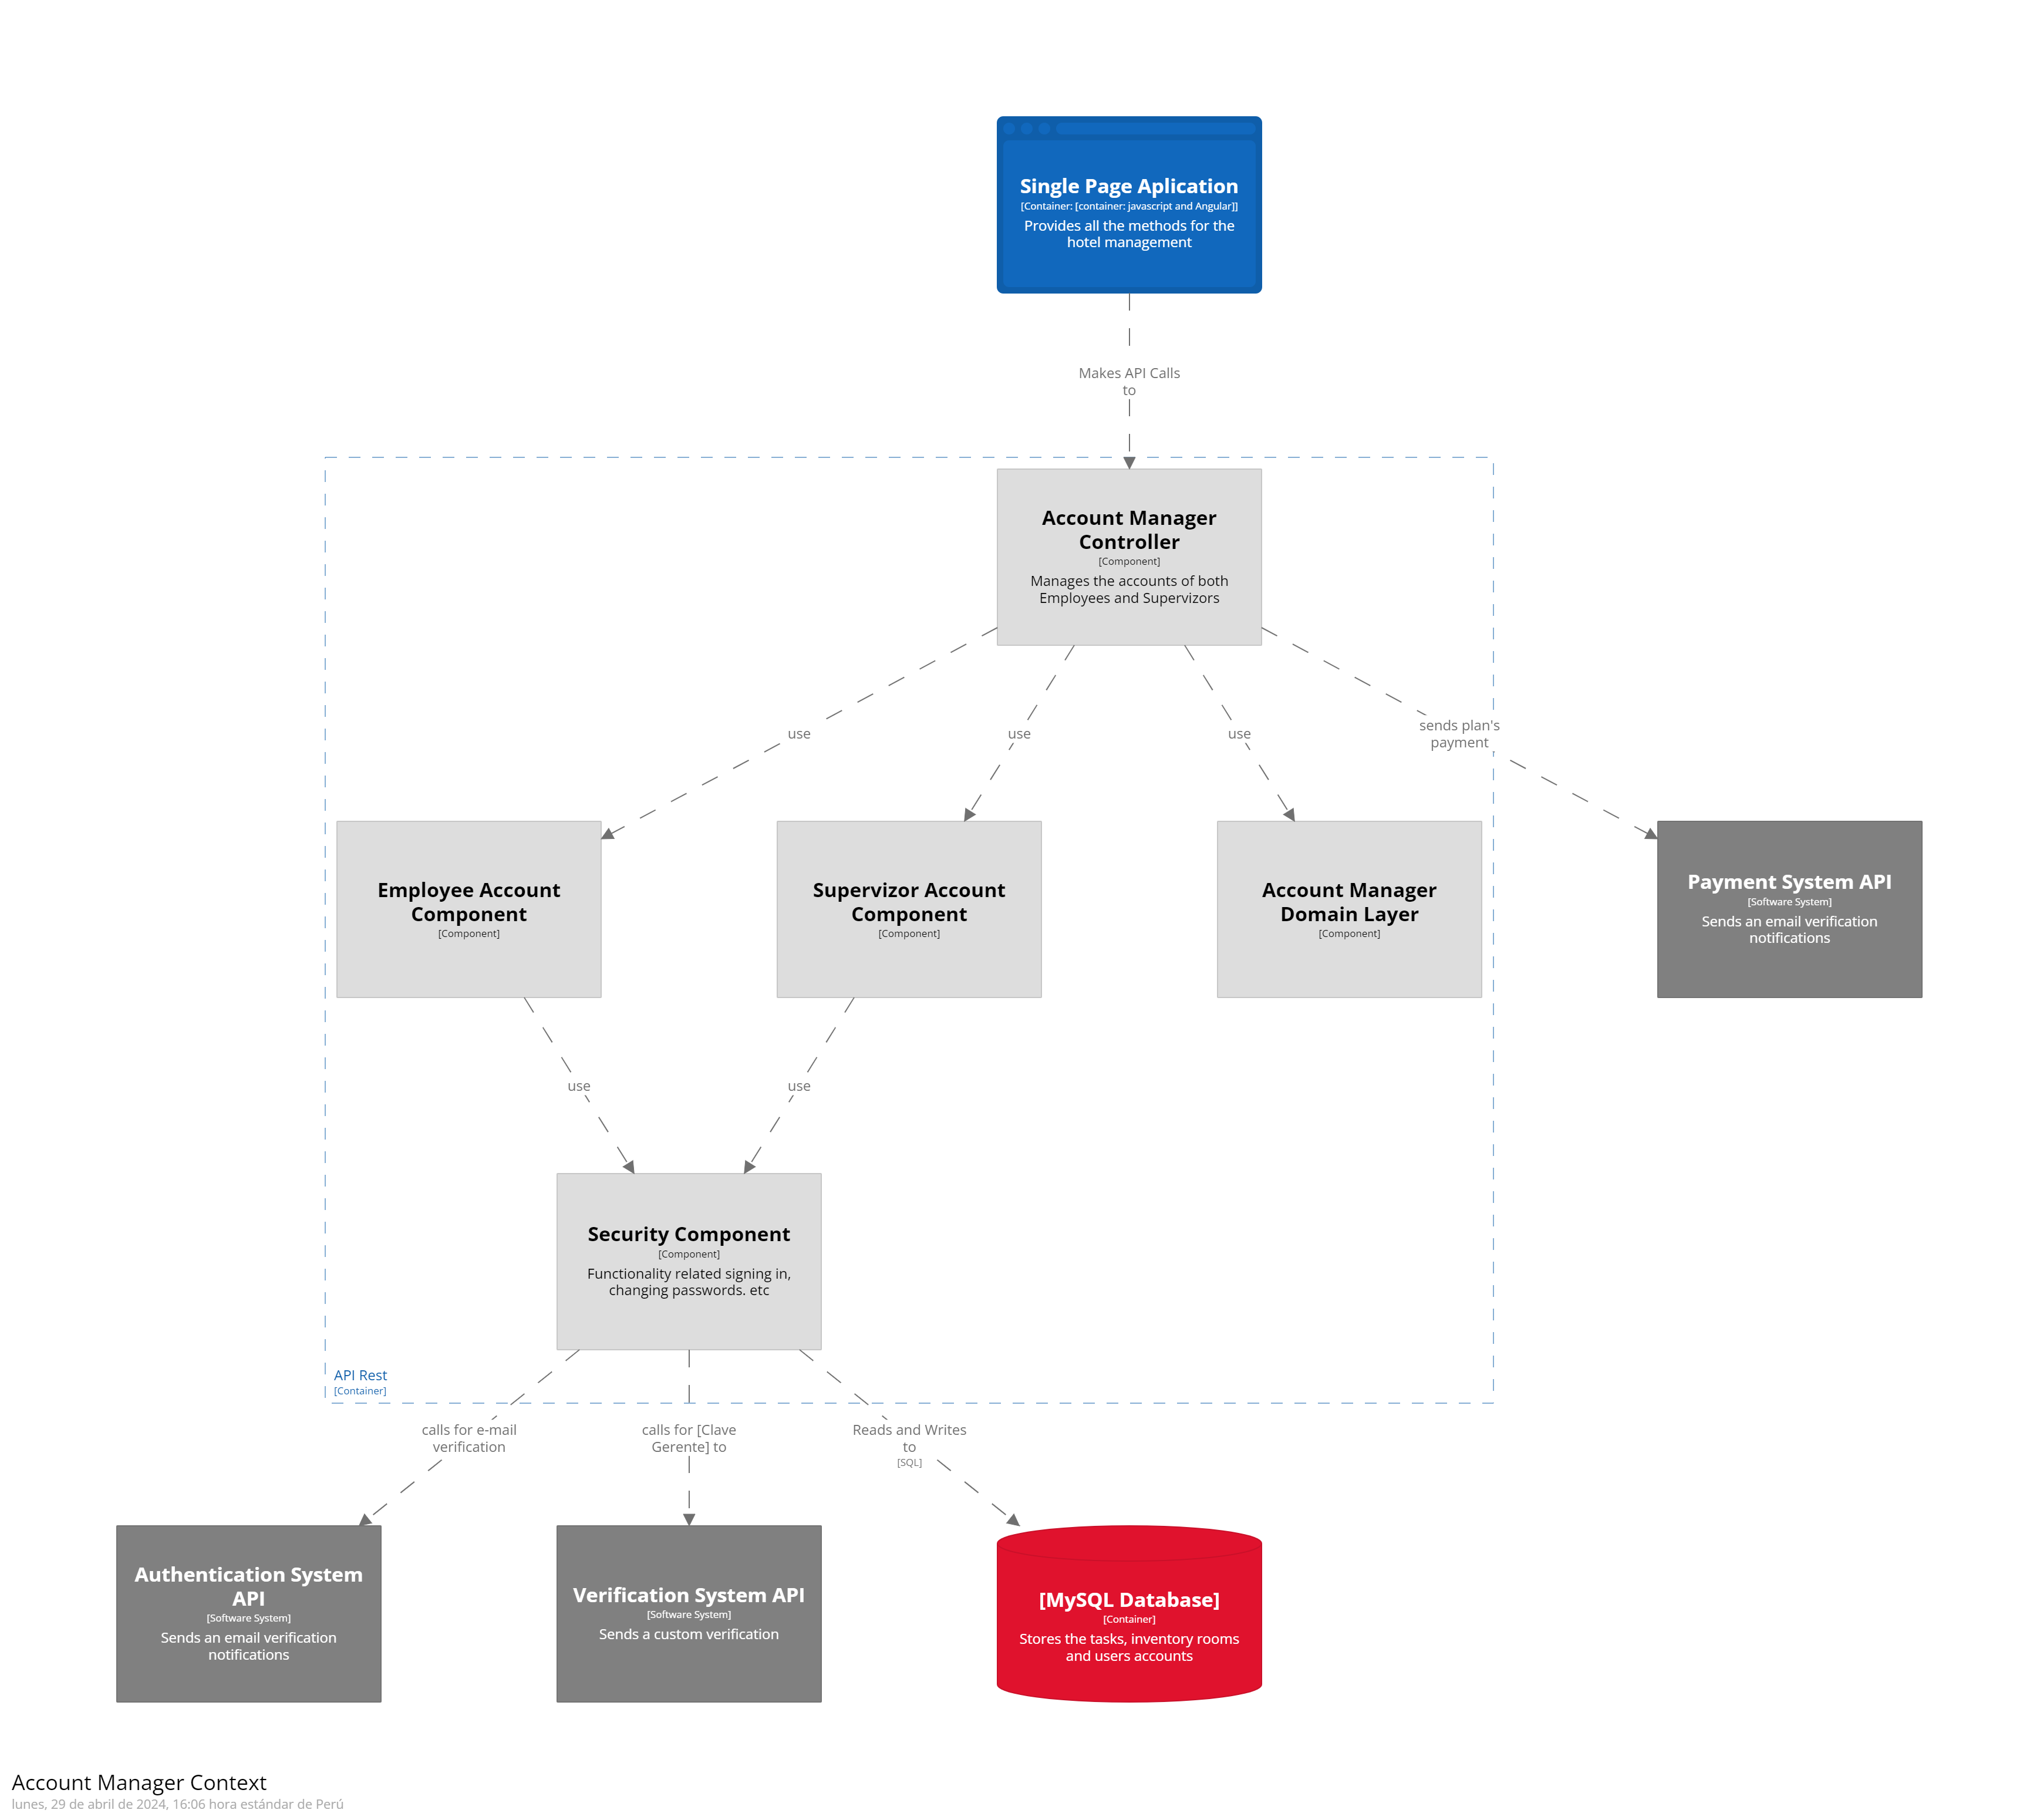 Single Page Aplication
[Container: [container: javascript and Angular]]
Provides all the methods for the
hotel management
Makes API Calls
to
Account Manager
Controller
[Component]
Manages the accounts of both
Employees and Supervizors
use
use
use
sends plan's
payment
Employee Account
Component
[Component]
Supervizor Account
Component
[Component]
Account Manager
Domain Layer
[Component]
Payment System API
[Software System]
Sends an email verification
notifications
use
use
Security Component
[Component]
Functionality related signing in,
changing passwords. etc
API Rest
[Container]
calls for e-mail
verification
calls for [Clave
Gerente] to
Reads and Writes
to
[SQL]
Authentication System
API
[Software System]
Sends an email verification
notifications
Verification System API
[Software System]
Sends a custom verification
[MySQL Database]
[Container]
Stores the tasks, inventory rooms
and users accounts
Account Manager Context
lunes, 29 de abril de 2024, 16:06 hora estándar de Perú